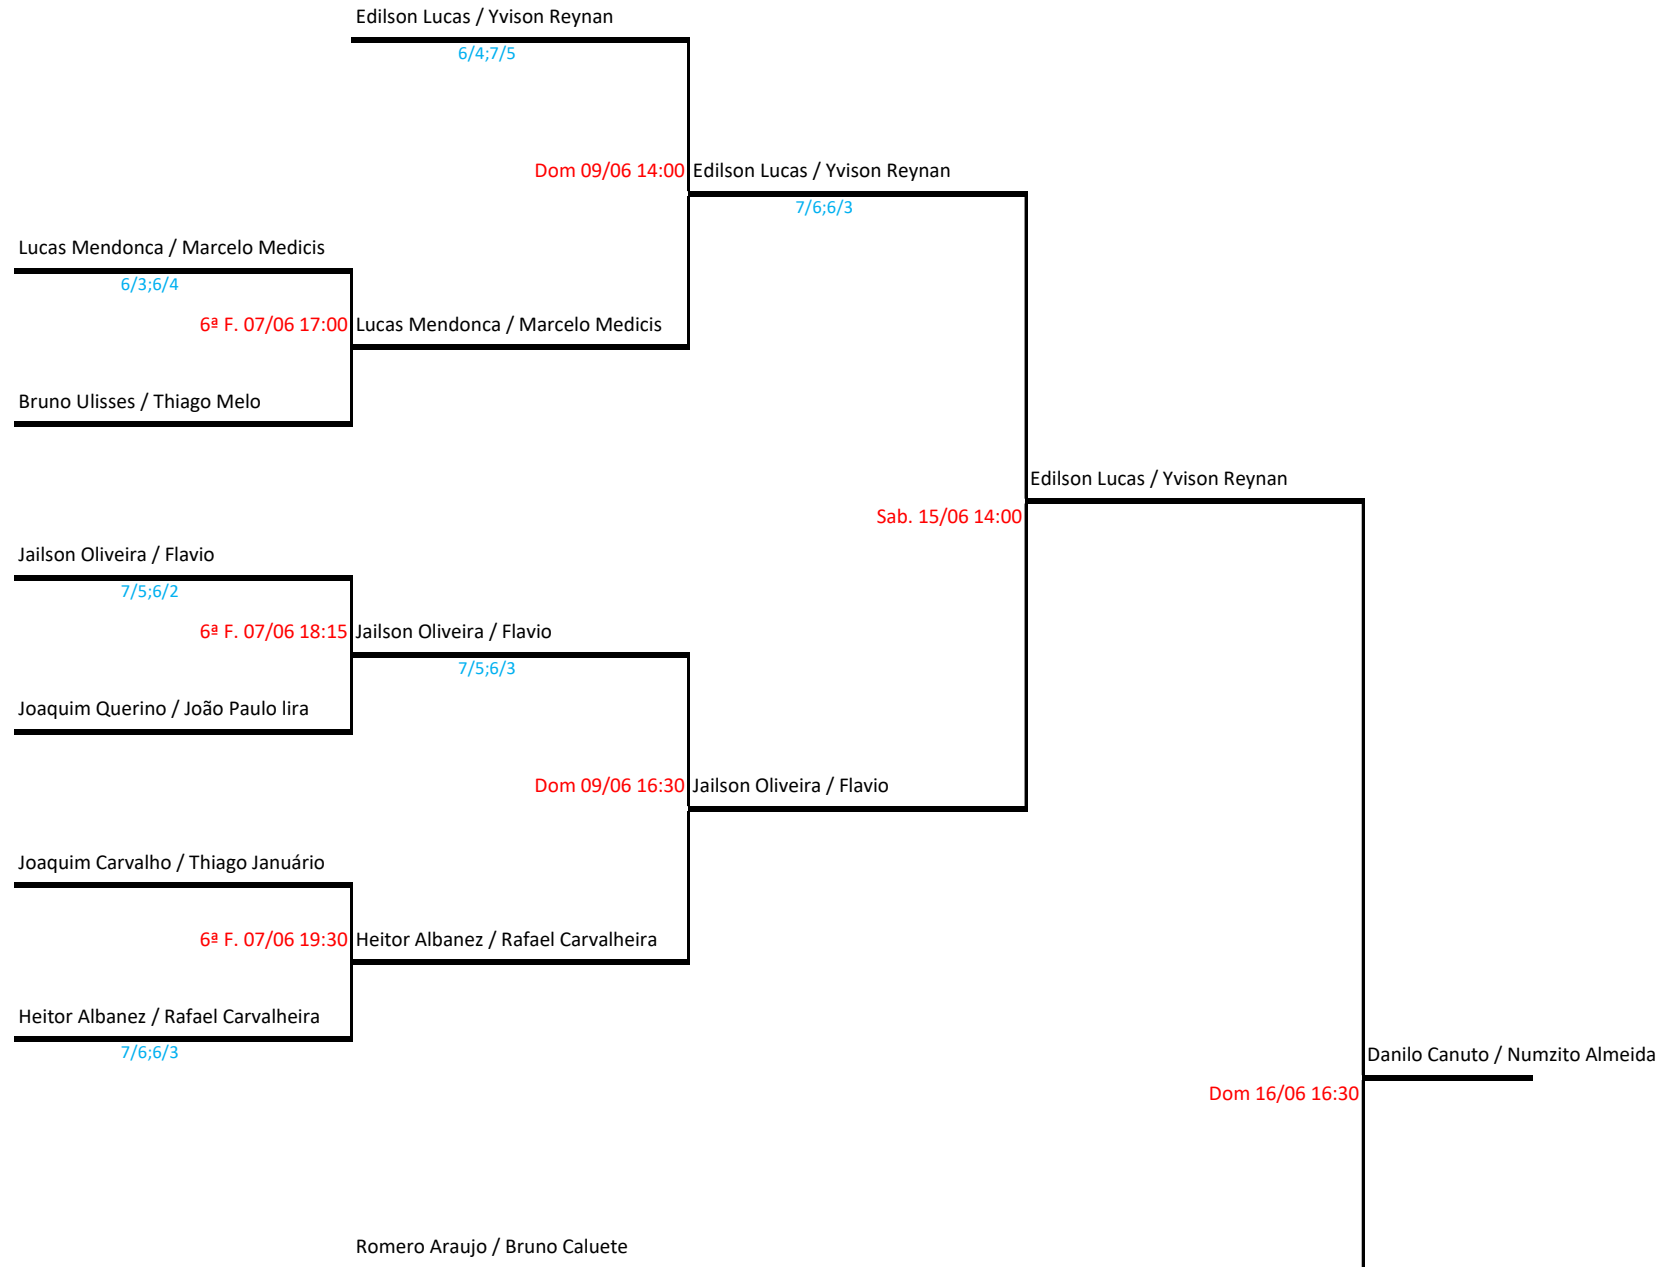 Edilson Lucas / Yvison Reynan
6/4;7/5
Dom 09/06 14:00
Edilson Lucas / Yvison Reynan
7/6;6/3
Lucas Mendonca / Marcelo Medicis
6/3;6/4
6ª F. 07/06 17:00
Lucas Mendonca / Marcelo Medicis
Bruno Ulisses / Thiago Melo
Edilson Lucas / Yvison Reynan
Sab. 15/06 14:00
Jailson Oliveira / Flavio
7/5;6/2
6ª F. 07/06 18:15
Jailson Oliveira / Flavio
7/5;6/3
Joaquim Querino / João Paulo lira
Dom 09/06 16:30
Jailson Oliveira / Flavio
Joaquim Carvalho / Thiago Januário
6ª F. 07/06 19:30
Heitor Albanez / Rafael Carvalheira
Heitor Albanez / Rafael Carvalheira
7/6;6/3
Danilo Canuto / Numzito Almeida
Dom 16/06 16:30
Romero Araujo / Bruno Caluete